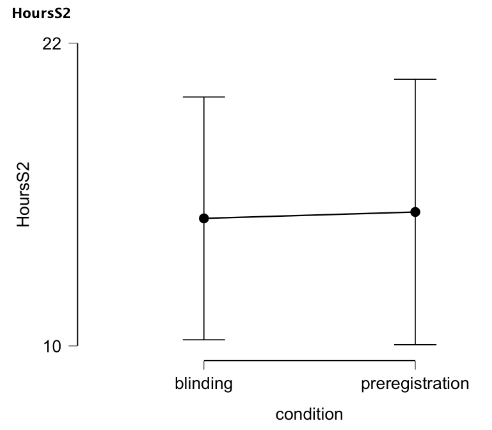 HoursS2
22
HoursS2
10
blinding
preregistration
condition